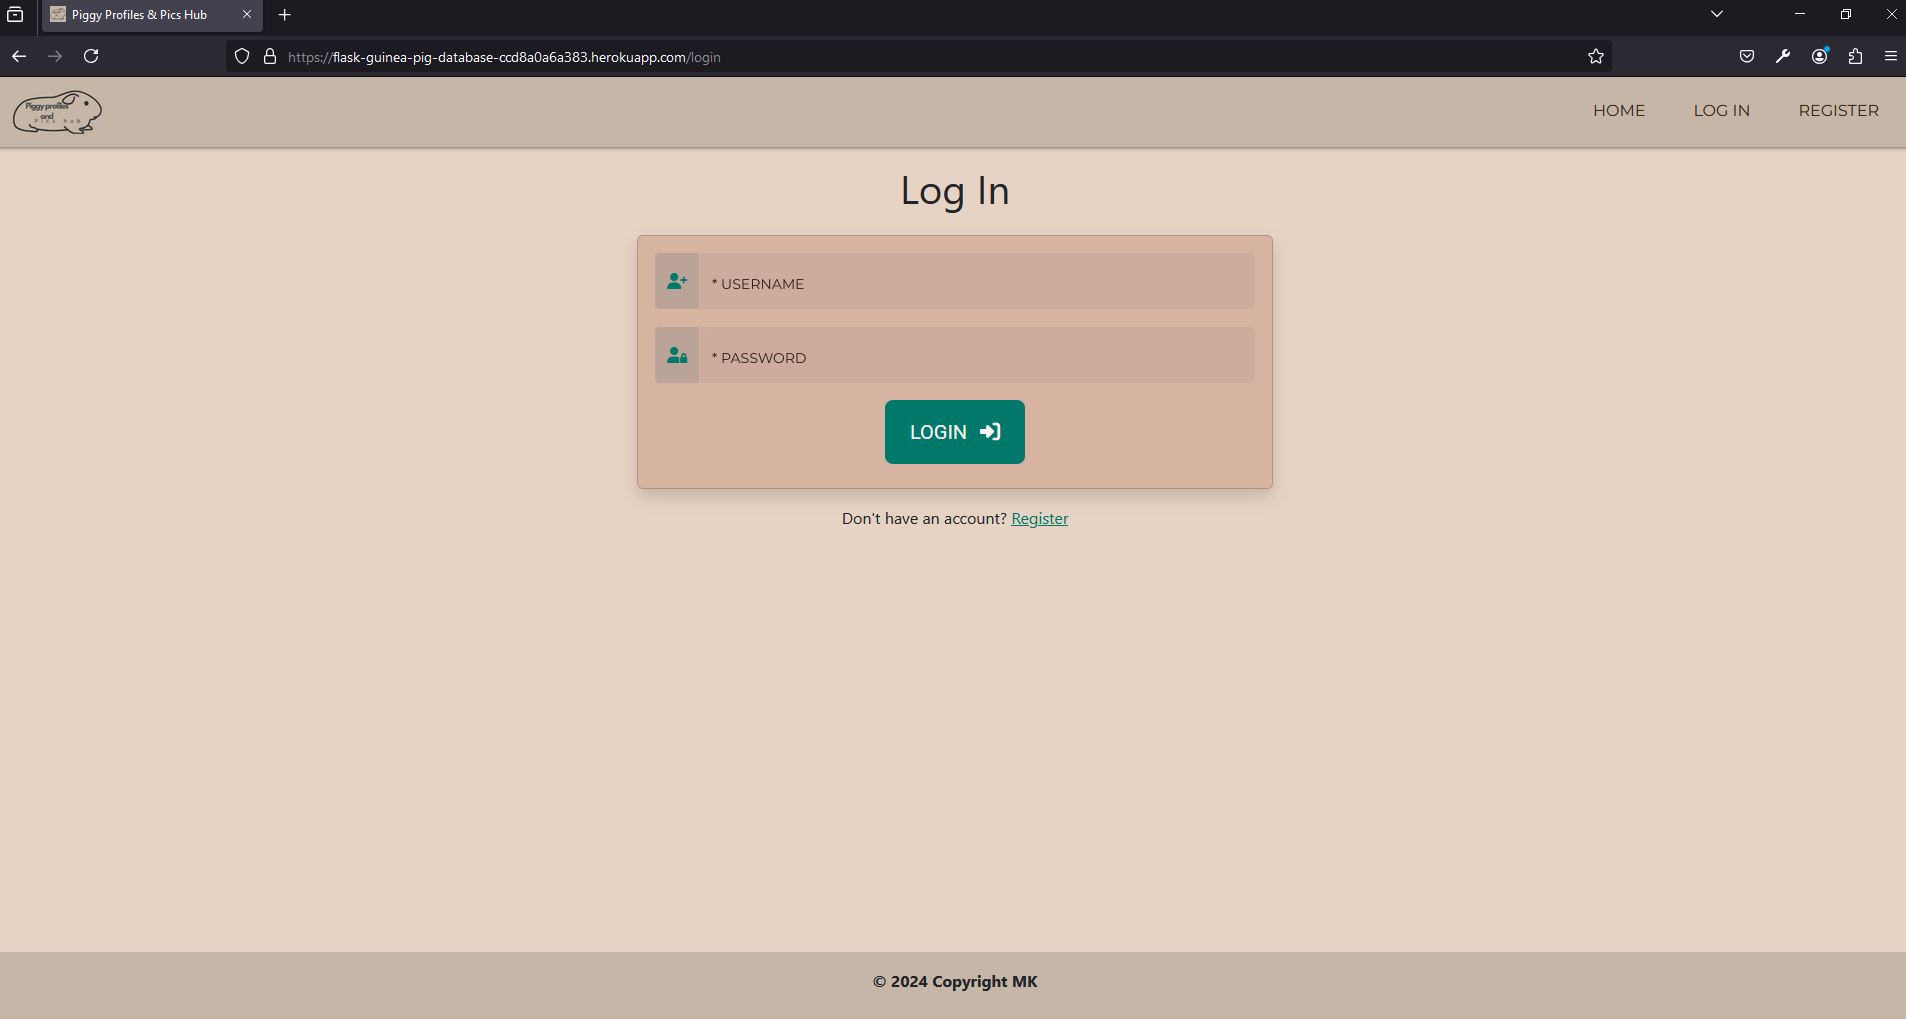 Piggy Profiles & Pics Hub
https://flask-guinea-pig-database-ccd8a0a6a383.herokuapp.com/login
Piggy profiles
and
Pics hub
HOME
LOG IN
REGISTER
Log In
* USERNAME
* PASSWORD
LOGIN
Don't have an account? Register
© 2024 Copyright MK